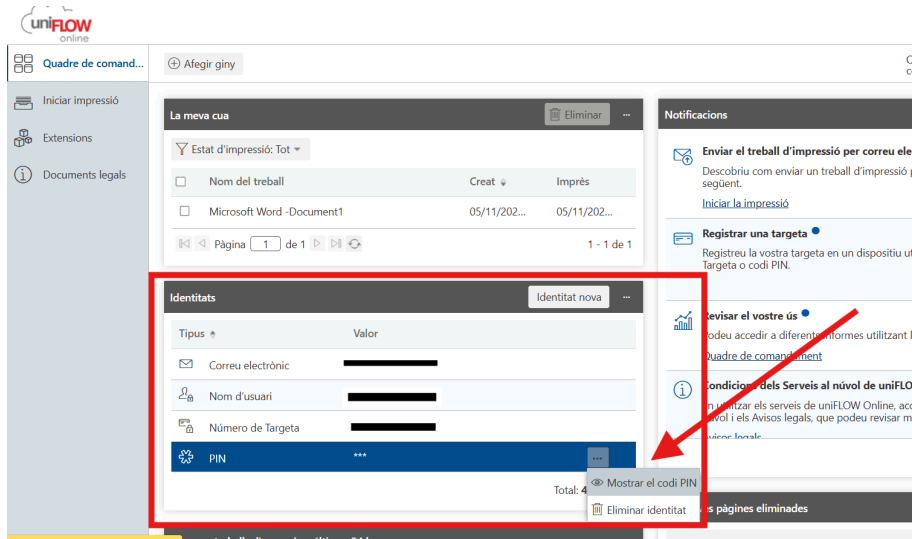 uniFLOW
online
Quadre de comand...
Iniciar impressió
Extensions
Documents legals
Afegir giny
La meva cua
Eliminar
...
Estat d'impressió: Tot
Nom del treball Creat Imprès
Microsoft Word -Document1 05/11/202... 05/11/202...
Pàgina 1 de 1
1 - 1 de 1
Identitats
Identitat nova
...
Tipus Valor
Correu electrònic
Nom d'usuari
Número de Targeta
PIN ***
...
Total: 4
Mostrar el codi PIN
Eliminar identitat
Notificacions
Enviar el treball d'impressió per correu ele
Descobriu com enviar un treball d'impressió
següent.
Iniciar la impressió
Registrar una targeta
Registreu la vostra targeta en un dispositiu ut
Targeta o codi PIN.
Revisar el vostre ús
Podeu accedir a diferents informes utilitzant
Quadre de comandament
Condicions dels Serveis al núvol de uniFLO
En utilitzar els serveis de uniFLOW Online, acc
núvol i els Avisos legals, que podeu revisar m
Avisos legals
pàgines eliminades